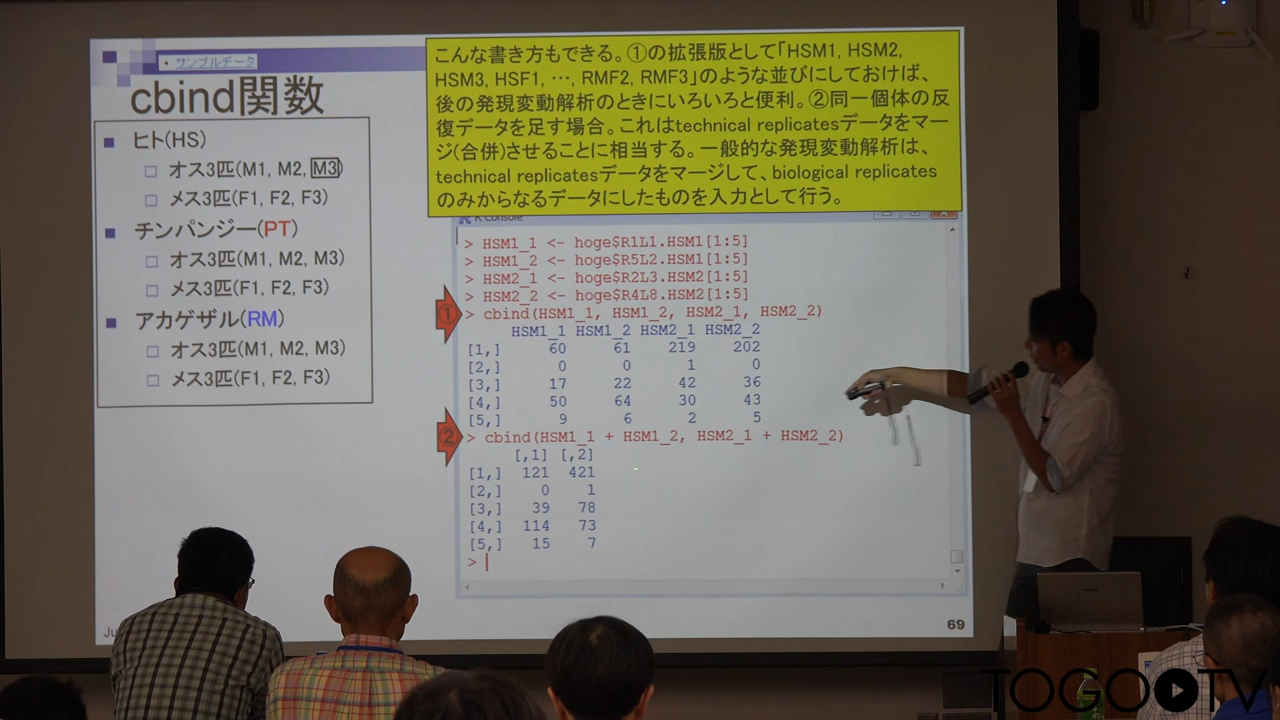 • サンプルデータ
cbind関数
こんな書き方もできる。①の拡張版として「HSM1, HSM2,
HSM3, HSF1, …, RMF2, RMF3」のような並びにしておけば、
後の発現変動解析のときにいろいろと便利。②同一個体の反
復データを足す場合。これはtechnical replicatesデータをマー
ジ(合併)させることに相当する。一般的な発現変動解析は、
technical replicatesデータをマージして、biological replicates
のみからなるデータにしたものを入力として行う。
ヒト(HS)
オス3匹(M1, M2, M3)
メス3匹(F1, F2, F3)
チンパンジー(PT)
オス3匹(M1, M2, M3)
メス3匹(F1, F2, F3)
アカゲザル(RM)
オス3匹(M1, M2, M3)
メス3匹(F1, F2, F3)
R Console
> HSM1_1 <- hoge$R1L1.HSM1[1:5]
> HSM1_2 <- hoge$R5L2.HSM1[1:5]
> HSM2_1 <- hoge$R2L3.HSM2[1:5]
> HSM2_2 <- hoge$R4L8.HSM2[1:5]
① > cbind(HSM1_1, HSM1_2, HSM2_1, HSM2_2)
HSM1_1 HSM1_2 HSM2_1 HSM2_2
[1,] 60 61 219 202
[2,] 0 0 1 0
[3,] 17 22 42 36
[4,] 50 64 30 43
[5,] 9 6 2 5
② > cbind(HSM1_1 + HSM1_2, HSM2_1 + HSM2_2)
[,1] [,2]
[1,] 121 421
[2,] 0 1
[3,] 39 78
[4,] 114 73
[5,] 15 7
>
69
TOGO TV